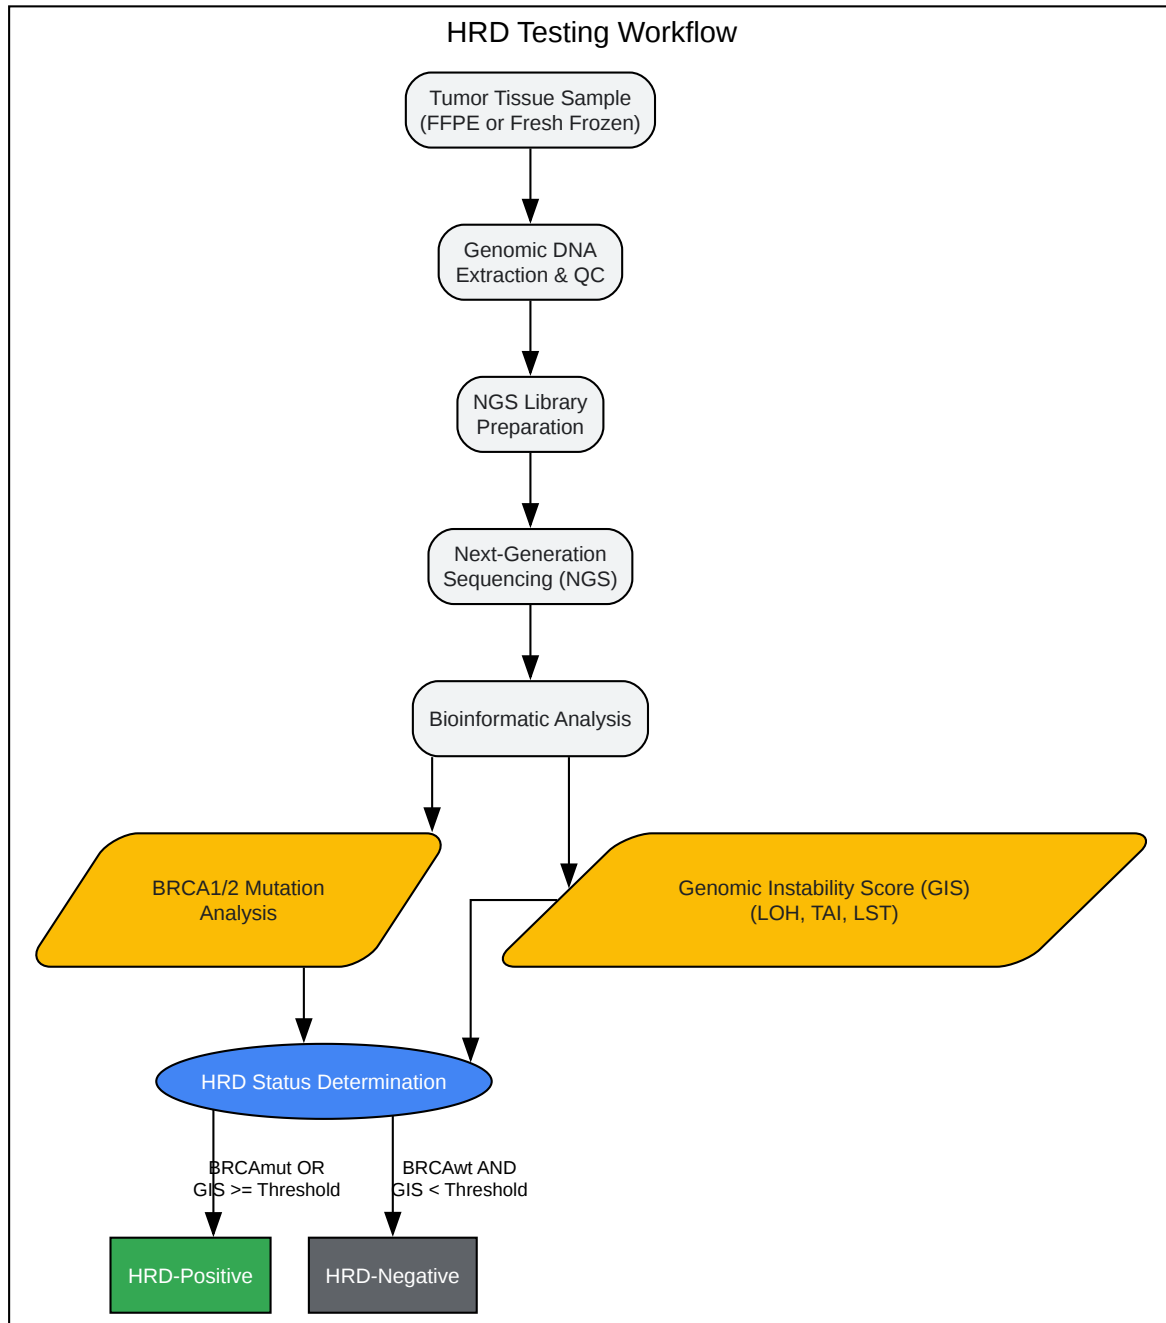 HRD Testing Workflow
Tumor Tissue Sample
(FFPE or Fresh Frozen)
Genomic DNA
Extraction & QC
NGS Library
Preparation
Next-Generation
Sequencing (NGS)
Bioinformatic Analysis
BRCA1/2 Mutation
Analysis
Genomic Instability Score (GIS)
(LOH, TAI, LST)
HRD Status Determination
BRCAmut OR
GIS >= Threshold
BRCAwt AND
GIS < Threshold
HRD-Positive
HRD-Negative